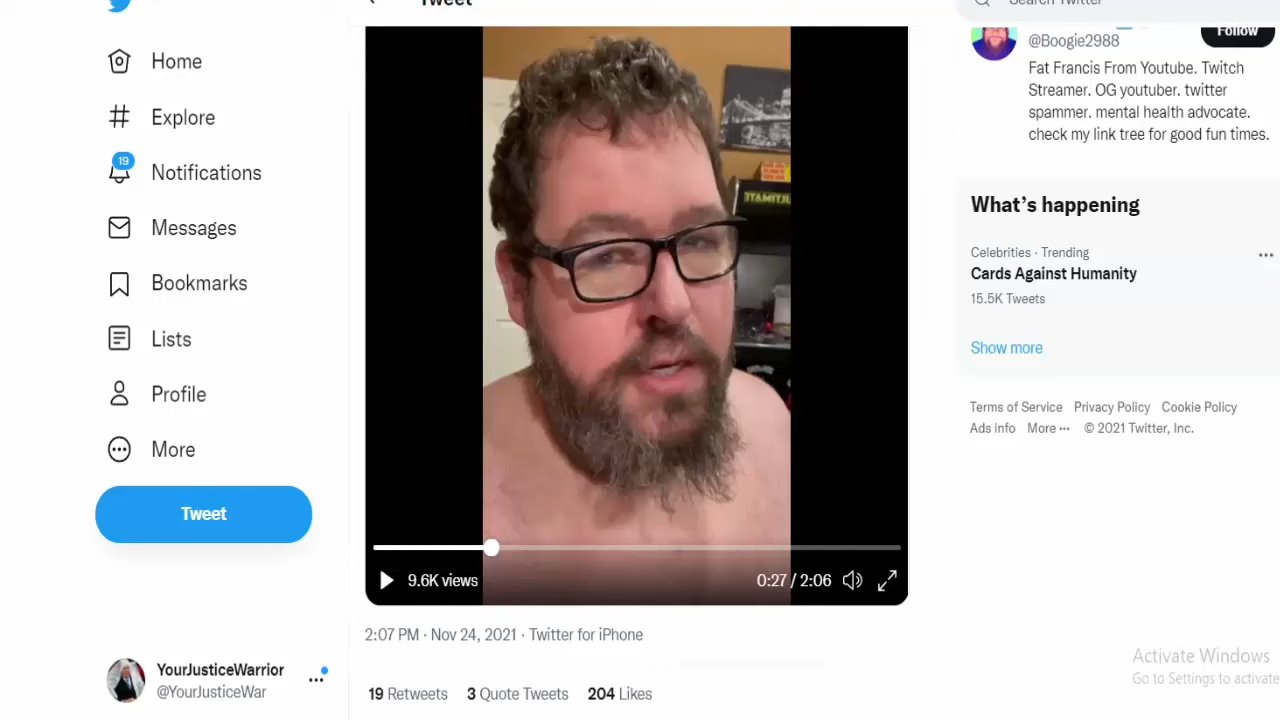 Tweet
Search Twitter
Home
Explore
19
Notifications
Messages
Bookmarks
Lists
Profile
More
Tweet
YourJusticeWarrior
@YourJusticeWar
9.6K views
0:27 / 2:06
2:07 PM · Nov 24, 2021 · Twitter for iPhone
19 Retweets 3 Quote Tweets 204 Likes
@Boogie2988
Follow
Fat Francis From Youtube. Twitch
Streamer. OG youtuber. twitter
spammer. mental health advocate.
check my link tree for good fun times.
What's happening
Celebrities · Trending
Cards Against Humanity
15.5K Tweets
Show more
Terms of Service Privacy Policy Cookie Policy
Ads info More ··· © 2021 Twitter, Inc.
Activate Windows
Go to Settings to activate